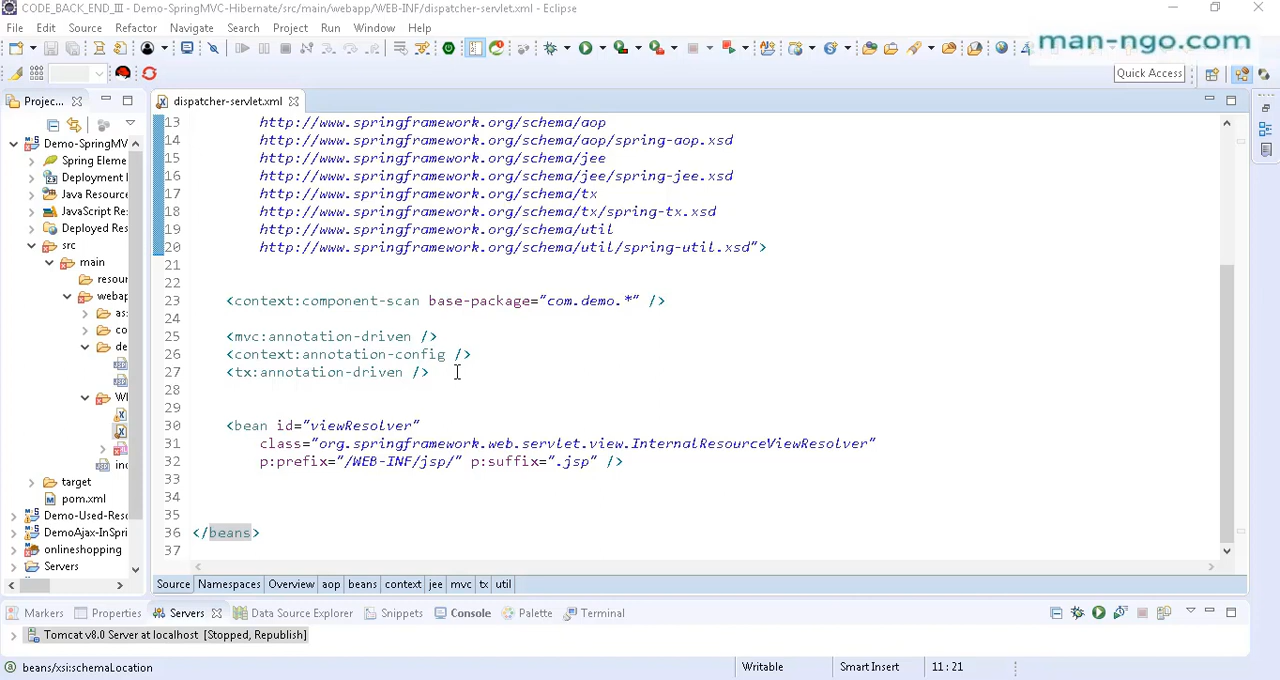 CODE_BACK_END_III - Demo-SpringMVC-Hibernate/src/main/webapp/WEB-INF/dispatcher-servlet.xml - Eclipse
File Edit Source Refactor Navigate Search Project Run Window Help
man-ngo.com
Quick Access
Projec...
dispatcher-servlet.xml
Demo-SpringMV
Spring Eleme
Deployment
Java Resource
JavaScript Re
Deployed Res
src
main
resour
webap
as
co
de
WE
ind
target
pom.xml
Demo-Used-Res
DemoAjax-InSpri
onlineshopping
Servers
13 http://www.springframework.org/schema/aop
14 http://www.springframework.org/schema/aop/spring-aop.xsd
15 http://www.springframework.org/schema/jee
16 http://www.springframework.org/schema/jee/spring-jee.xsd
17 http://www.springframework.org/schema/tx
18 http://www.springframework.org/schema/tx/spring-tx.xsd
19 http://www.springframework.org/schema/util
20 http://www.springframework.org/schema/util/spring-util.xsd">
21
22
23 <context:component-scan base-package="com.demo.*" />
24
25 <mvc:annotation-driven />
26 <context:annotation-config />
27 <tx:annotation-driven />
28
29
30 <bean id="viewResolver"
31 class="org.springframework.web.servlet.view.InternalResourceViewResolver"
32 p:prefix="/WEB-INF/jsp/" p:suffix=".jsp" />
33
34
35
36 </beans>
37
Source Namespaces Overview aop beans context jee mvc tx util
Markers Properties Servers Data Source Explorer Snippets Console Palette Terminal
Tomcat v8.0 Server at localhost [Stopped, Republish]
beans/xsi:schemaLocation Writable Smart Insert 11 : 21